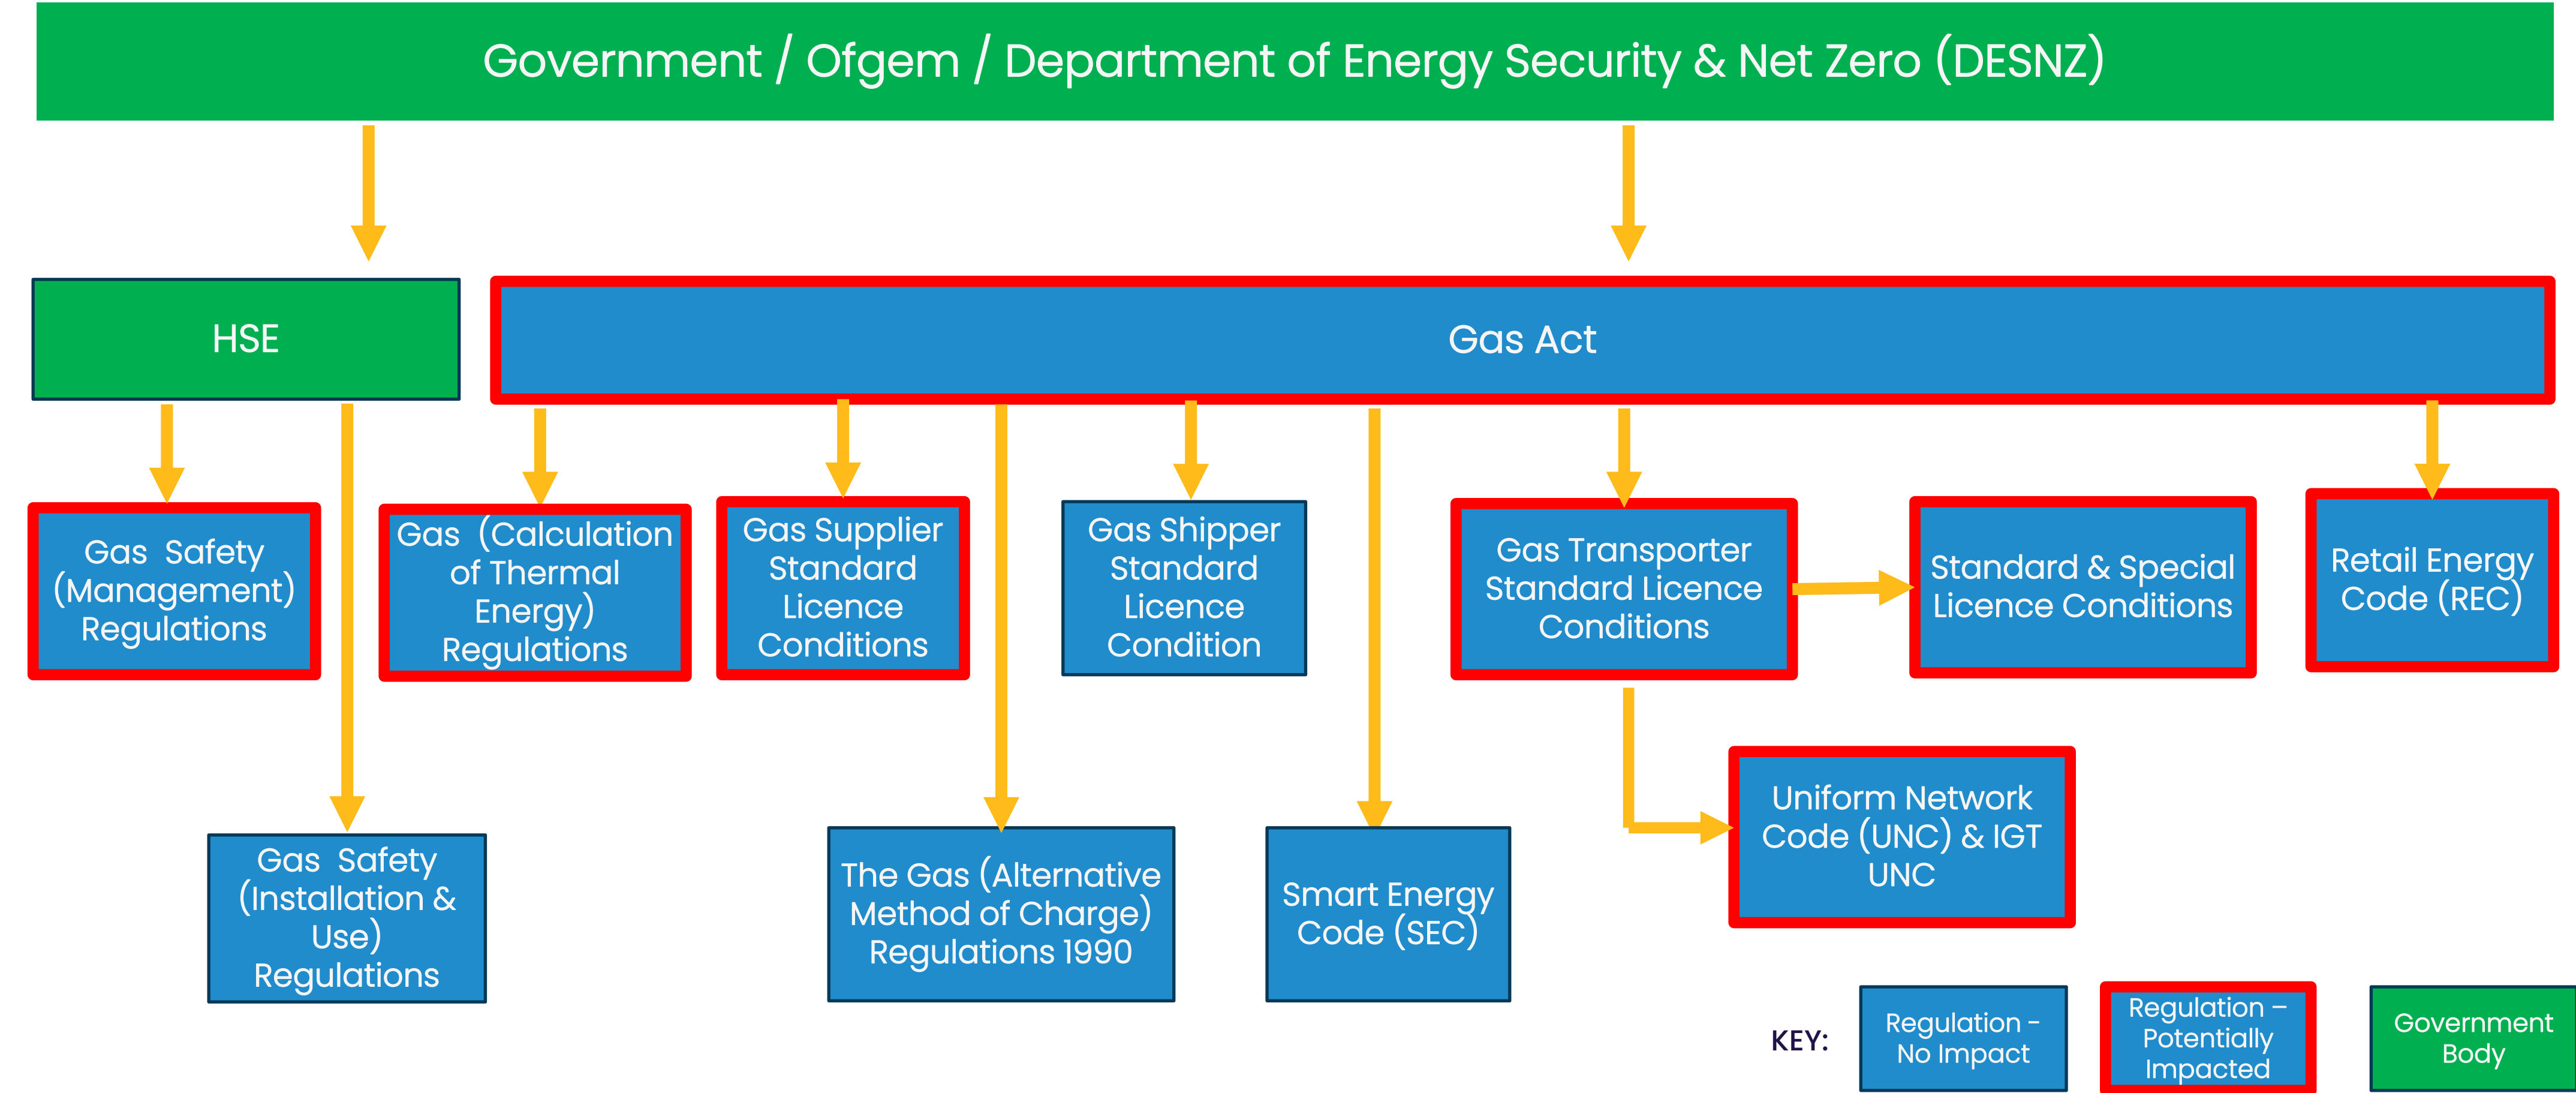 Government / Ofgem / Department of Energy Security & Net Zero (DESNZ)
HSE
Gas Act
Gas  Safety
(Management)
Regulations
Gas  (Calculation
of Thermal
Energy)
Regulations
Gas Supplier
Standard
Licence
Conditions
Gas Shipper
Standard
Licence
Condition
Gas Transporter
Standard Licence
Conditions
Standard & Special
Licence Conditions
Retail Energy
Code (REC)
Gas  Safety
(Installation &
Use)
Regulations
The Gas (Alternative
Method of Charge)
Regulations 1990
Smart Energy
Code (SEC)
Uniform Network
Code (UNC) & IGT
UNC
KEY:
Regulation -
No Impact
Regulation –
Potentially
Impacted
Government
Body